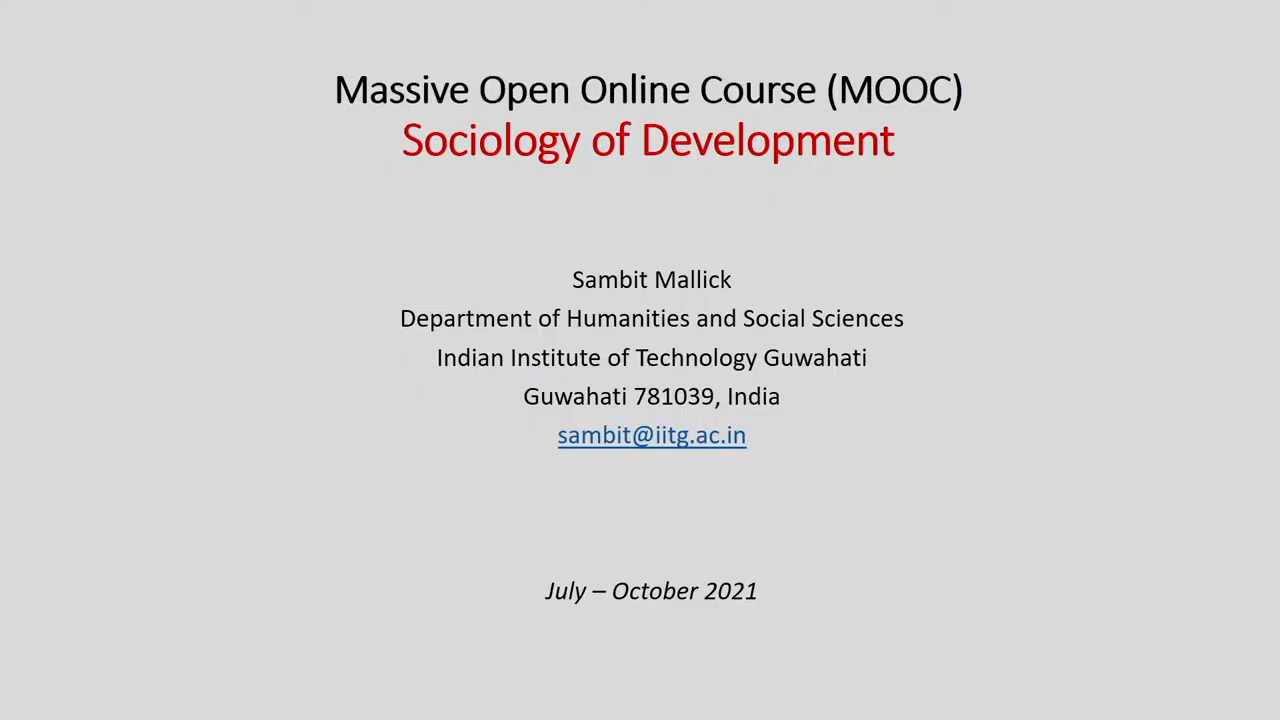 Massive Open Online Course (MOOC)
Sociology of Development
Sambit Mallick
Department of Humanities and Social Sciences
Indian Institute of Technology Guwahati
Guwahati 781039, India
sambit@iitg.ac.in
July – October 2021